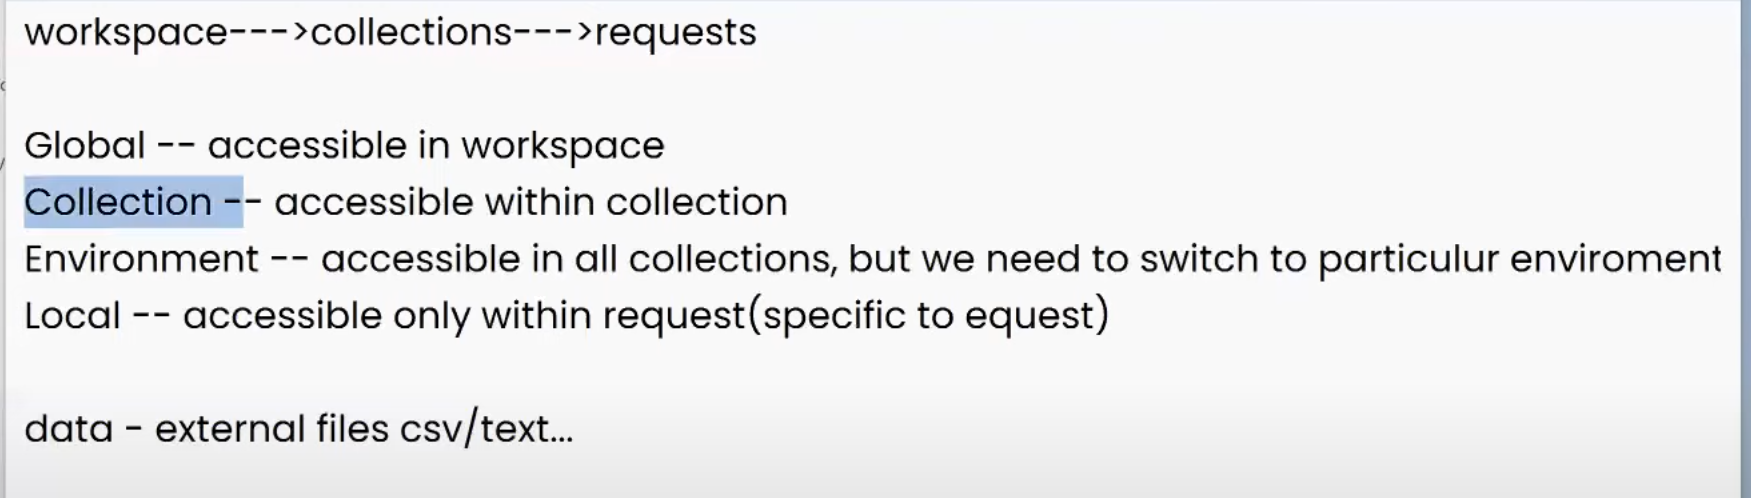 workspace--->collections--->requests
Global -- accessible in workspace
Collection -- accessible within collection
Environment -- accessible in all collections, but we need to switch to particulur enviroment
Local -- accessible only within request(specific to equest)
data - external files csv/text...